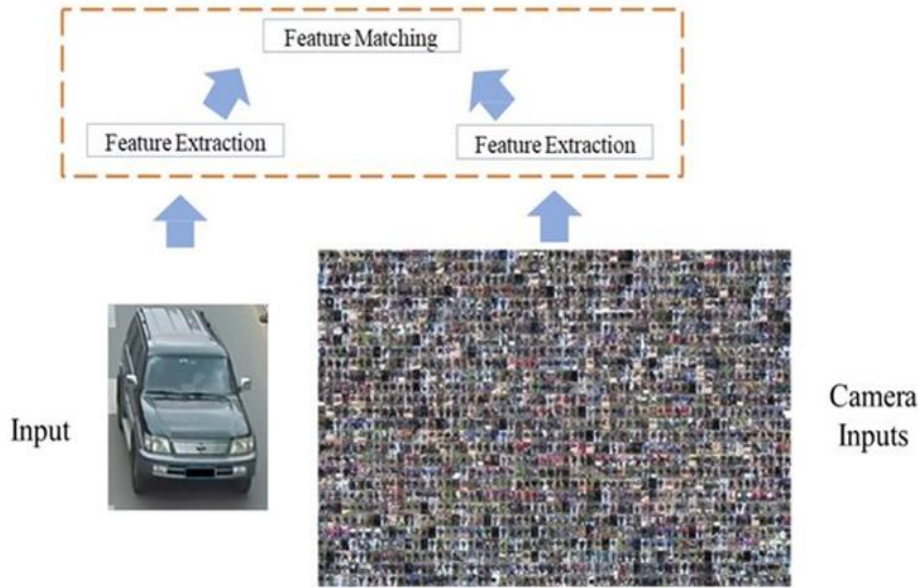 Feature Matching
Feature Extraction
Feature Extraction
Input
Camera
Inputs